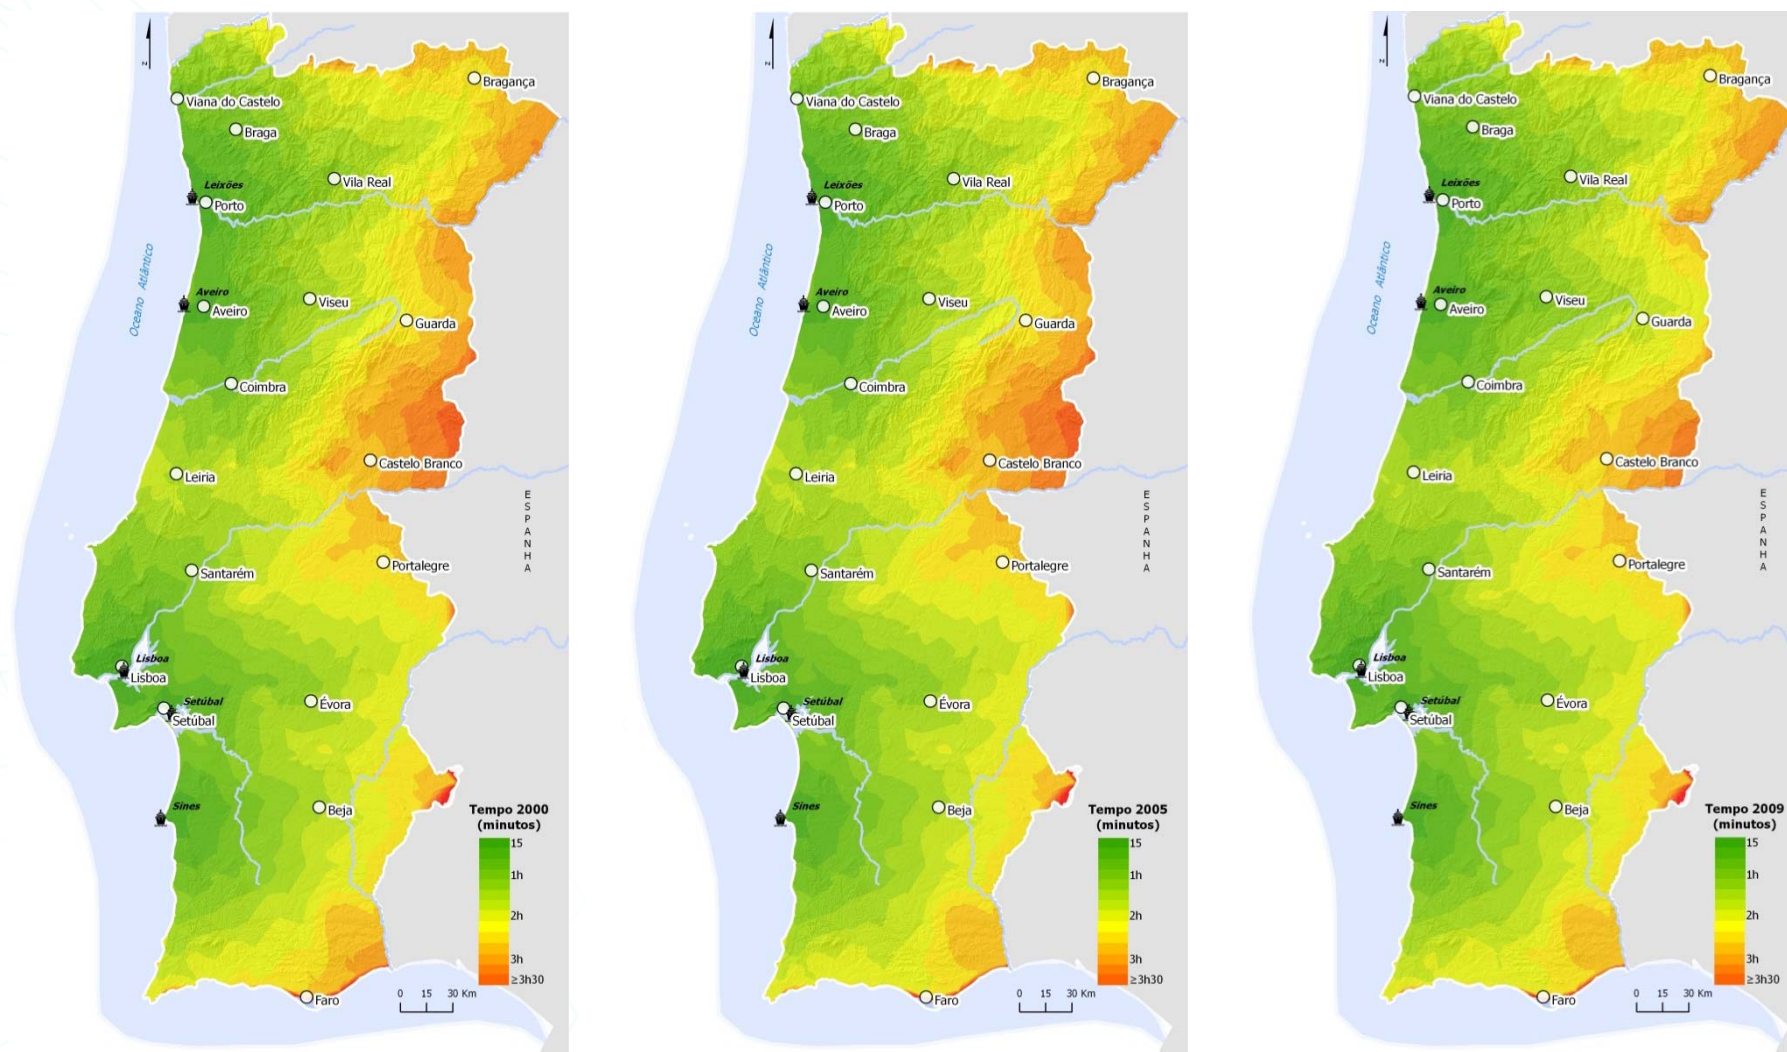 z
Bragança
Viana do Castelo
Braga
Vila Real
Leixões
Porto
Oceano Atlântico
Aveiro
Aveiro
Viseu
Guarda
Coimbra
Castelo Branco
Leiria
ESPANHA
Santarém
Portalegre
Lisboa
Lisboa
Setúbal
Setúbal
Évora
Sines
Beja
Tempo 2000
(minutos)
15
1h
2h
3h
≥3h30
Faro
0 15 30 Km
z
Bragança
Viana do Castelo
Braga
Vila Real
Leixões
Porto
Oceano Atlântico
Aveiro
Aveiro
Viseu
Guarda
Coimbra
Castelo Branco
Leiria
ESPANHA
Santarém
Portalegre
Lisboa
Lisboa
Setúbal
Setúbal
Évora
Sines
Beja
Tempo 2005
(minutos)
15
1h
2h
3h
≥3h30
Faro
0 15 30 Km
z
Bragança
Viana do Castelo
Braga
Vila Real
Leixões
Porto
Oceano Atlântico
Aveiro
Aveiro
Viseu
Guarda
Coimbra
Castelo Branco
Leiria
ESPANHA
Santarém
Portalegre
Lisboa
Lisboa
Setúbal
Setúbal
Évora
Sines
Beja
Tempo 2009
(minutos)
15
1h
2h
3h
≥3h30
Faro
0 15 30 Km